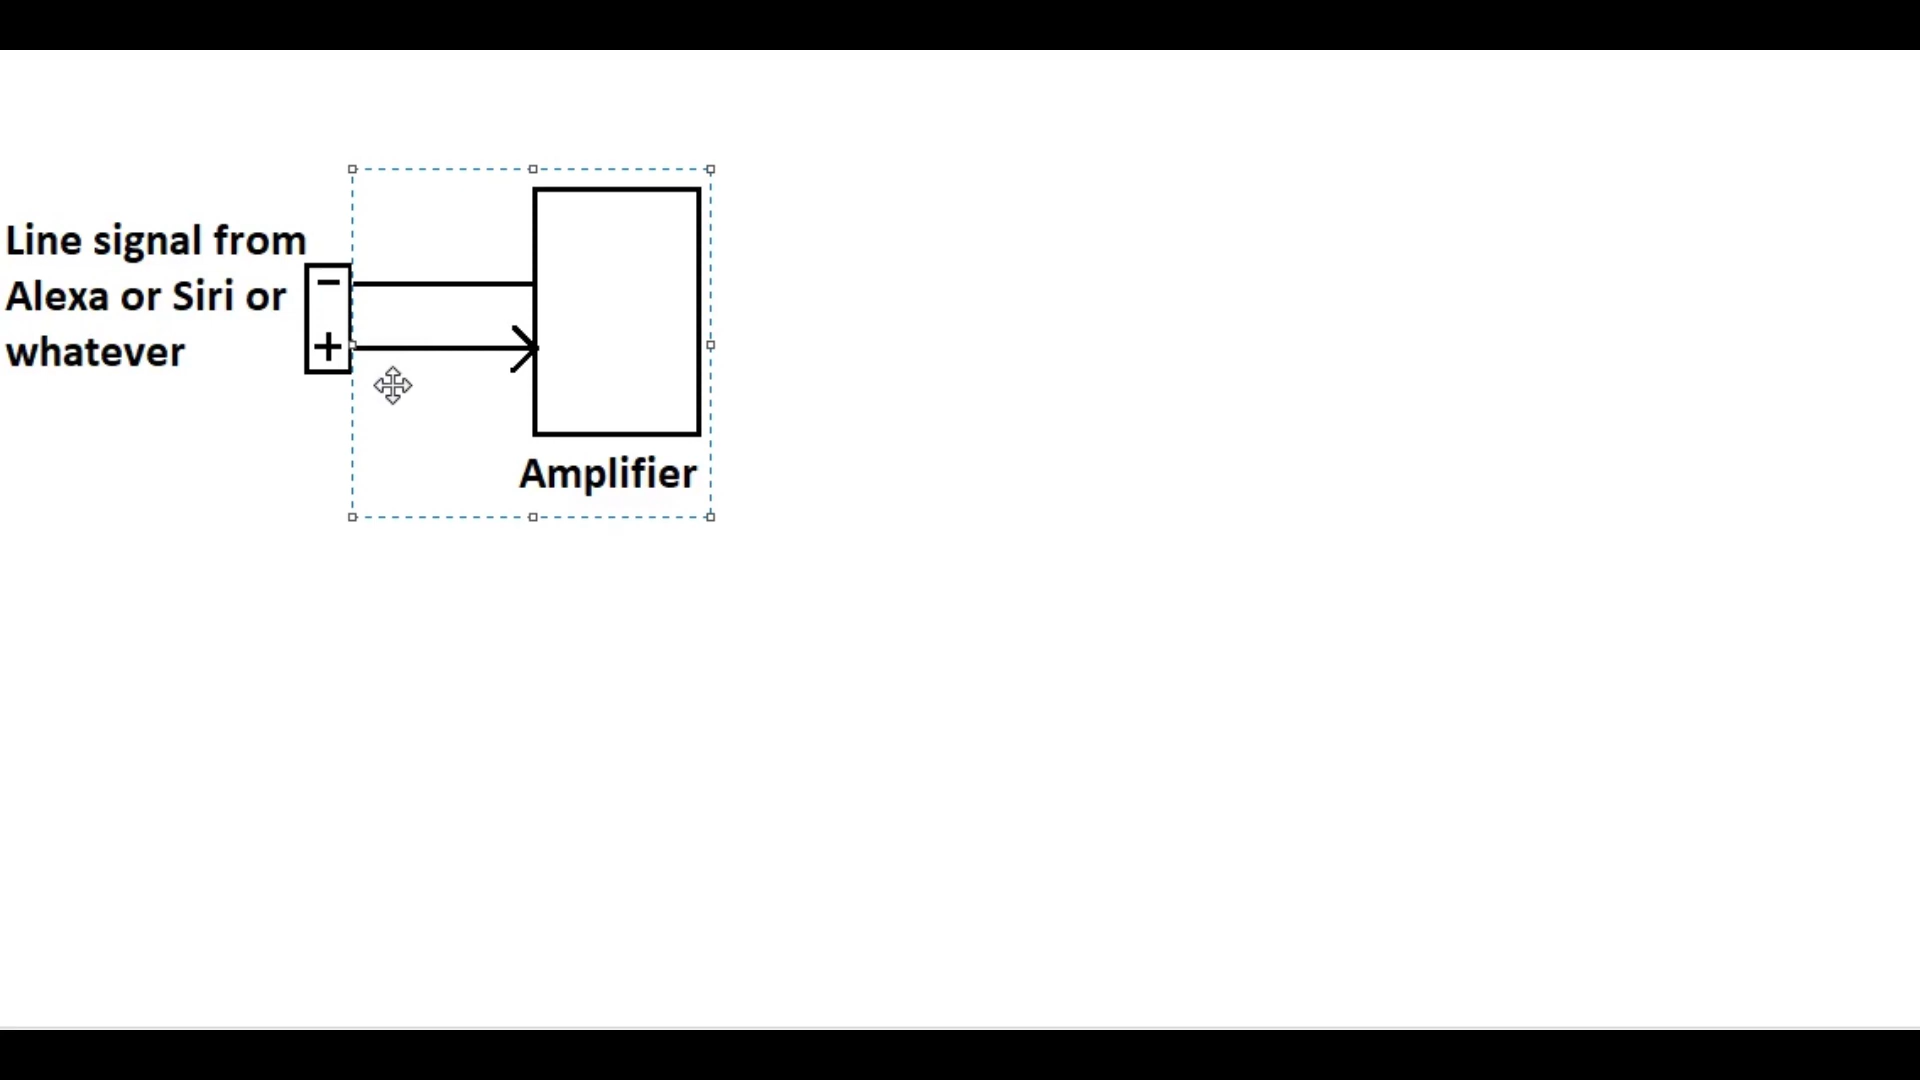 Line signal from
Alexa or Siri or
whatever
−
+
Amplifier